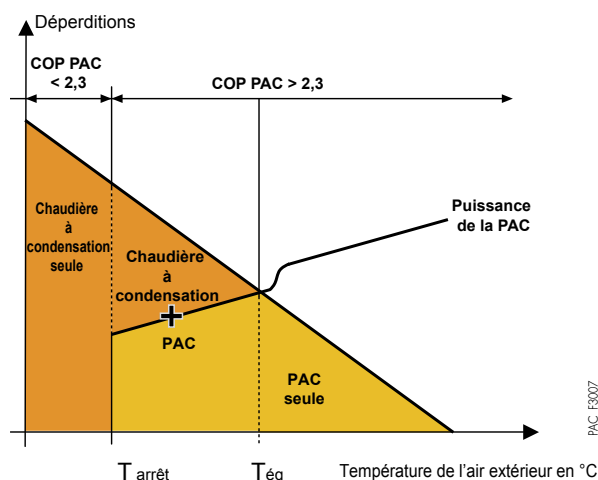 Déperditions
COP PAC
< 2,3
COP PAC > 2,3
Puissance
de la PAC
Chaudière
à
condensation
seule
Chaudière
à
condensation
+
PAC
PAC
seule
T arrêt
Téq
Température de l'air extérieur en °C
PAC F3007